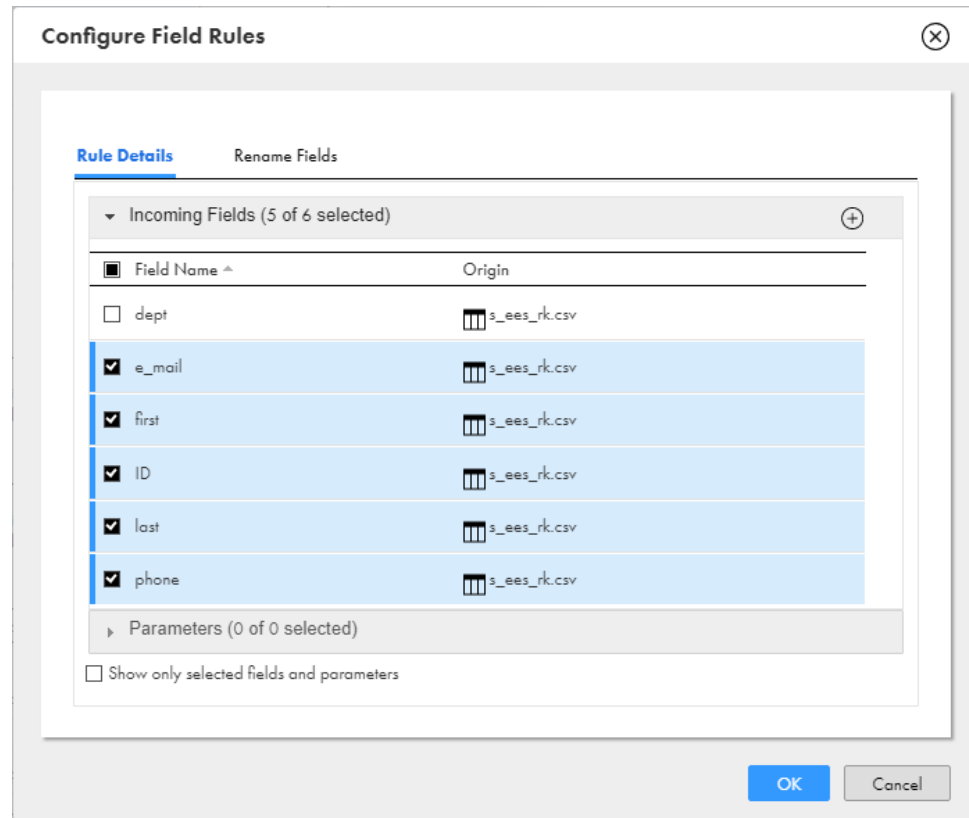 Configure Field Rules
Rule Details Rename Fields
Incoming Fields (5 of 6 selected)
Field Name Origin
dept s_ees_rk.csv
e_mail s_ees_rk.csv
first s_ees_rk.csv
ID s_ees_rk.csv
last s_ees_rk.csv
phone s_ees_rk.csv
Parameters (0 of 0 selected)
Show only selected fields and parameters
OK Cancel